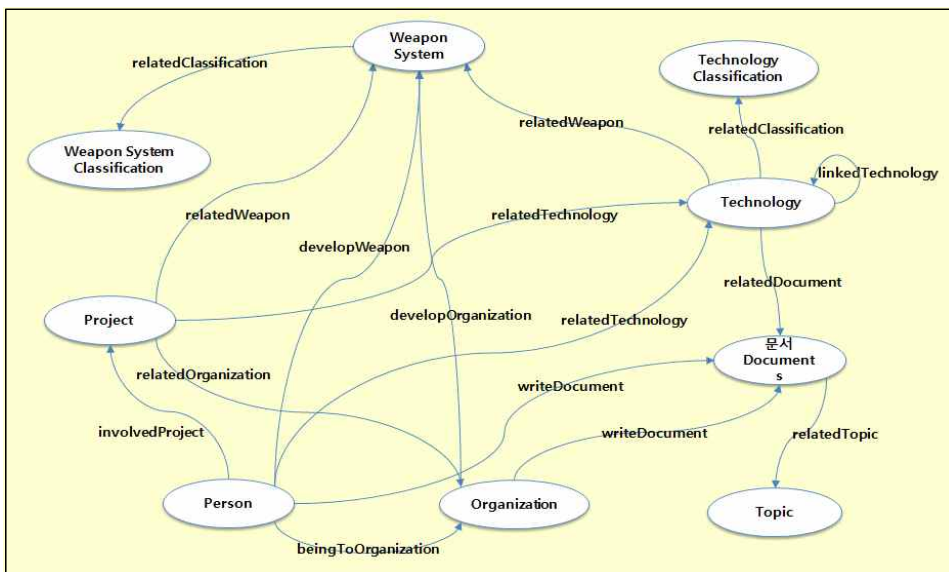 Weapon
System
Technology
Classification
relatedClassification
relatedWeapon
relatedClassification
Weapon System
Classification
linkedTechnology
Technology
relatedWeapon
relatedTechnology
developWeapon
relatedDocument
Project
developOrganization
relatedTechnology
문서
Document
s
relatedOrganization
writeDocument
involvedProject
writeDocument
relatedTopic
Person
Organization
Topic
beingToOrganization